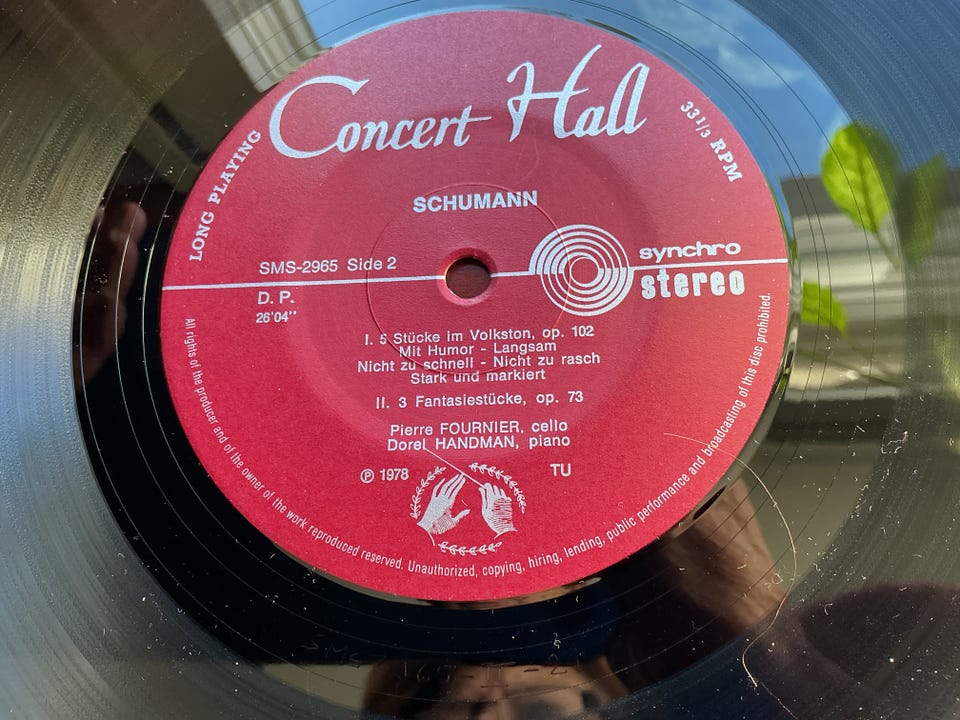 Concert Hall
LONG PLAYING
33 1/3 RPM
SCHUMANN
synchro
stereo
SMS-2965 Side 2
D. P.
26'04''
I. 5 Stücke im Volkston, op. 102
Mit Humor - Langsam
Nicht zu schnell - Nicht zu rasch
Stark und markiert
II. 3 Fantasiestücke, op. 73
Pierre FOURNIER, cello
Dorel HANDMAN, piano
℗ 1978
TU
All rights of the producer and of the owner of the work reproduced reserved. Unauthorized, copying, hiring, lending, public performance and broadcasting of this disc prohibited.
SMS